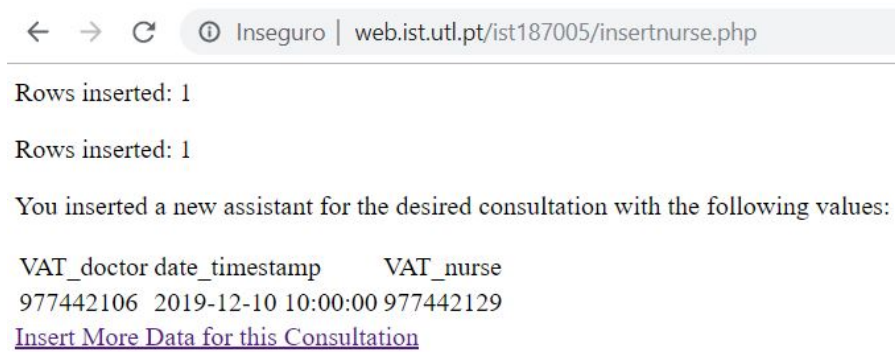 Inseguro | web.ist.utl.pt/ist187005/insertnurse.php
Rows inserted: 1
Rows inserted: 1
You inserted a new assistant for the desired consultation with the following values:
VAT_doctor date_timestamp VAT_nurse
977442106 2019-12-10 10:00:00 977442129
Insert More Data for this Consultation